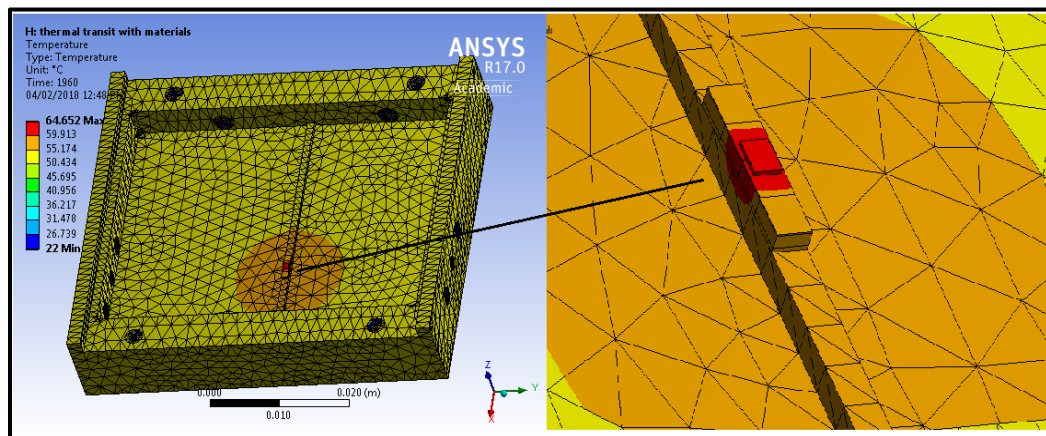 H: thermal transit with materials
Temperature
Type: Temperature
Unit: °C
Time: 1960
04/02/2018 12:48
64.652 Max
59.913
55.174
50.434
45.695
40.956
36.217
31.478
26.739
22 Min
ANSYS
R17.0
Academic
0.000
0.020 (m)
0.010
Z
Y
X